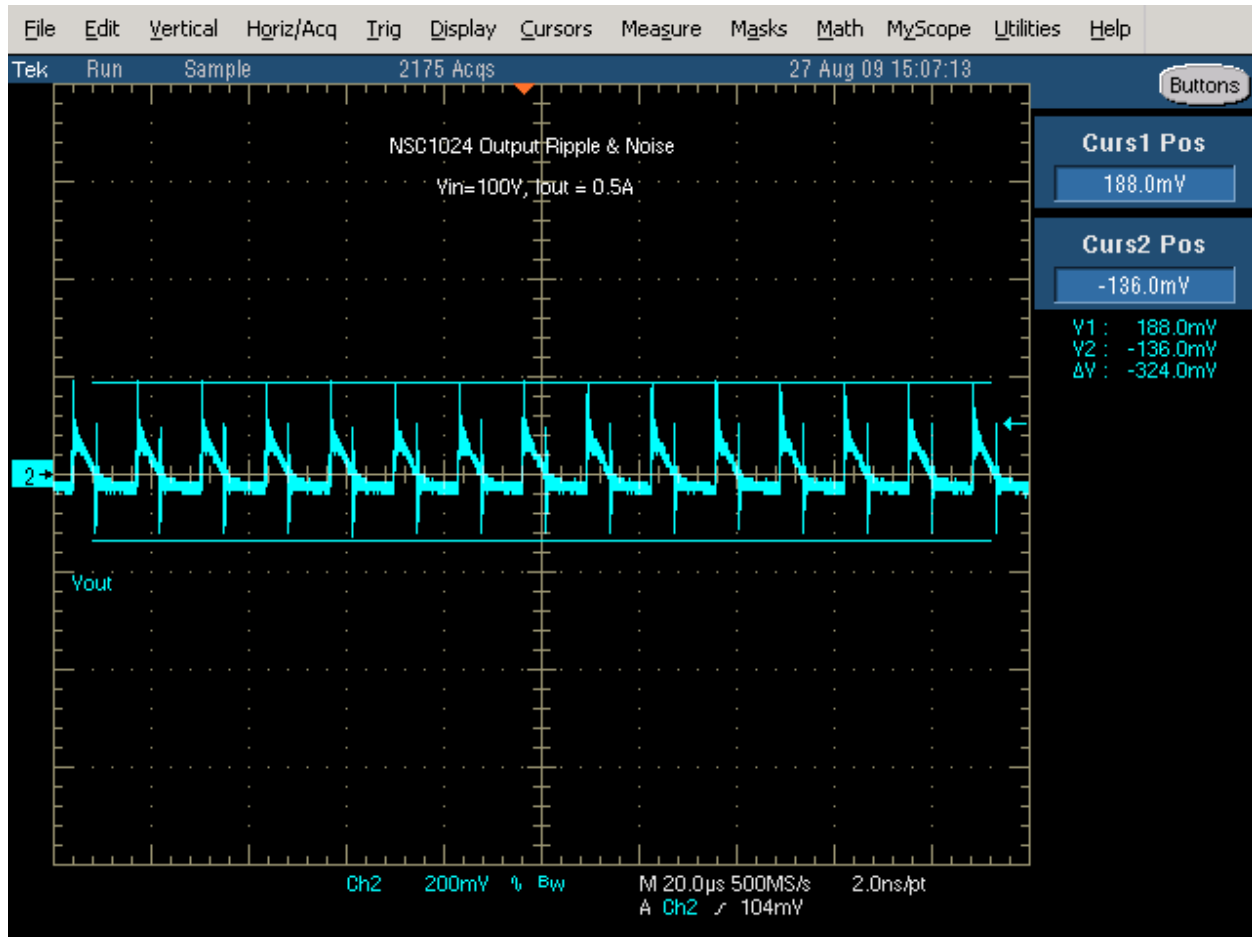 File Edit Vertical Horiz/Acq Trig Display Cursors Measure Masks Math MyScope Utilities Help
Tek Run Sample 2175 Acqs 27 Aug 09 15:07:13
Buttons
NSC1024 Output Ripple & Noise
Vin=100V, Iout = 0.5A
Curs1 Pos
188.0mV
Curs2 Pos
-136.0mV
V1 : 188.0mV
V2 : -136.0mV
ΔV : -324.0mV
2
Vout
Ch2 200mV ∿ Bw M 20.0µs 500MS/s 2.0ns/pt
A Ch2 104mV